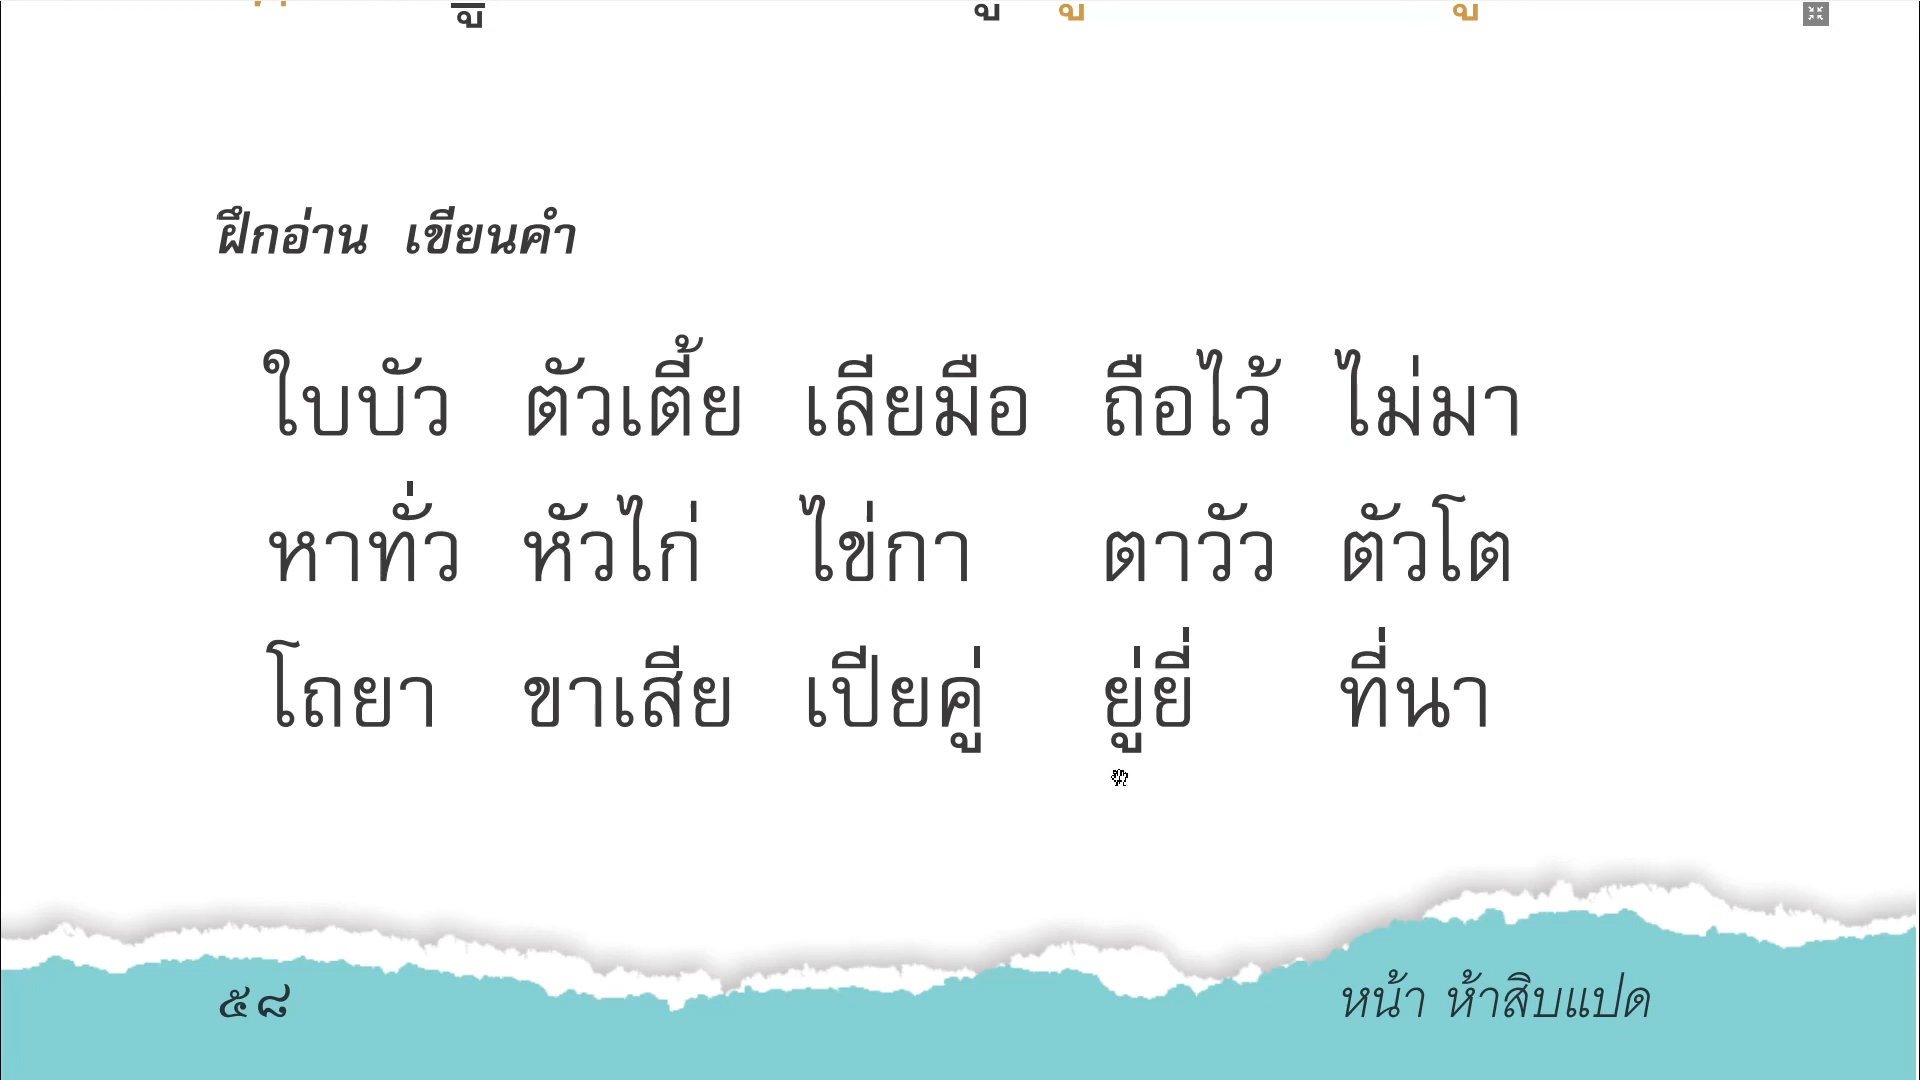 ฝึกอ่าน เขียนคำ
ใบบัว ตัวเตี้ย เลียมือ ถือไว้ ไม่มา
หาทั่ว หัวไก่ ไข่กา ตาวัว ตัวโต
โถยา ขาเสีย เปียคู่ ยู่ยี่ ที่นา
๕๘ หน้า ห้าสิบแปด